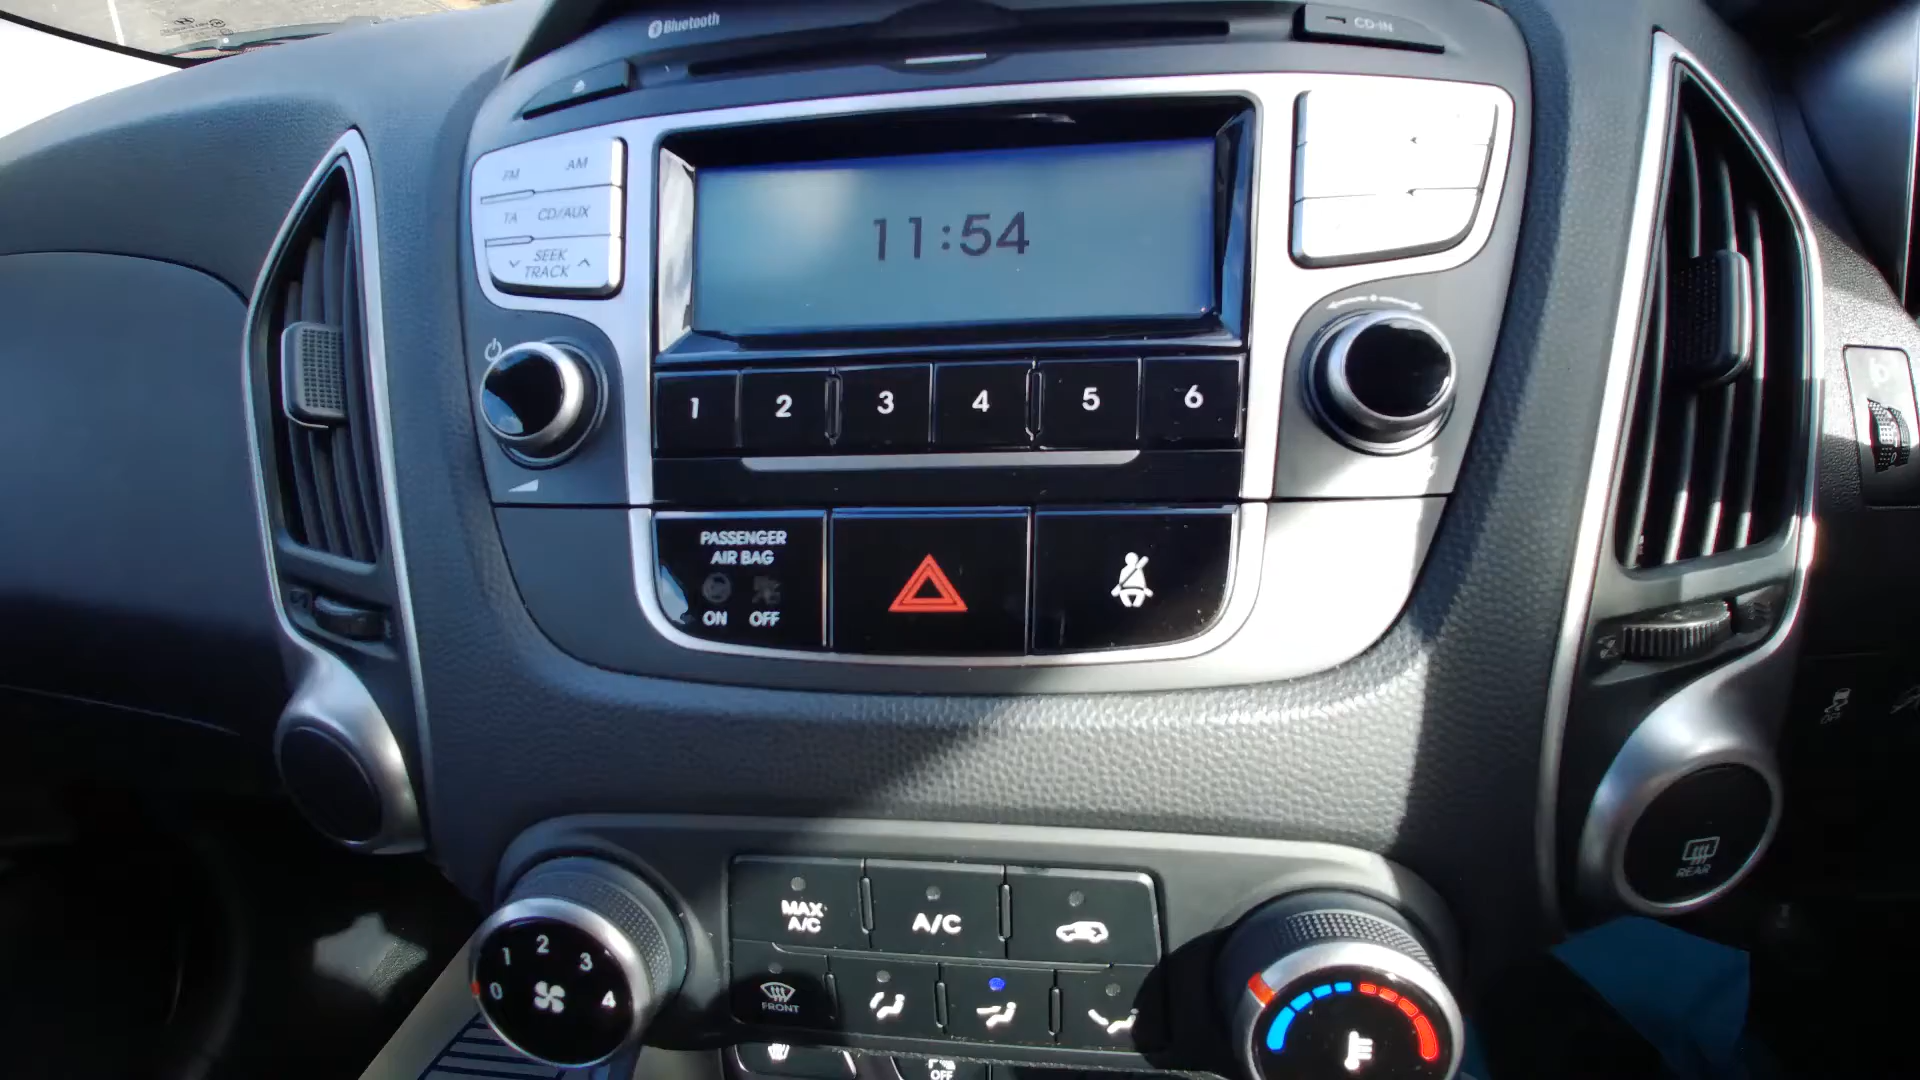 Bluetooth
CD-IN
FM AM
TA CD/AUX
SEEK
TRACK
11:54
1 2 3 4 5 6
PASSENGER
AIR BAG
ON OFF
REAR
MAX
A/C
A/C
0 1 2 3 4
FRONT
OFF